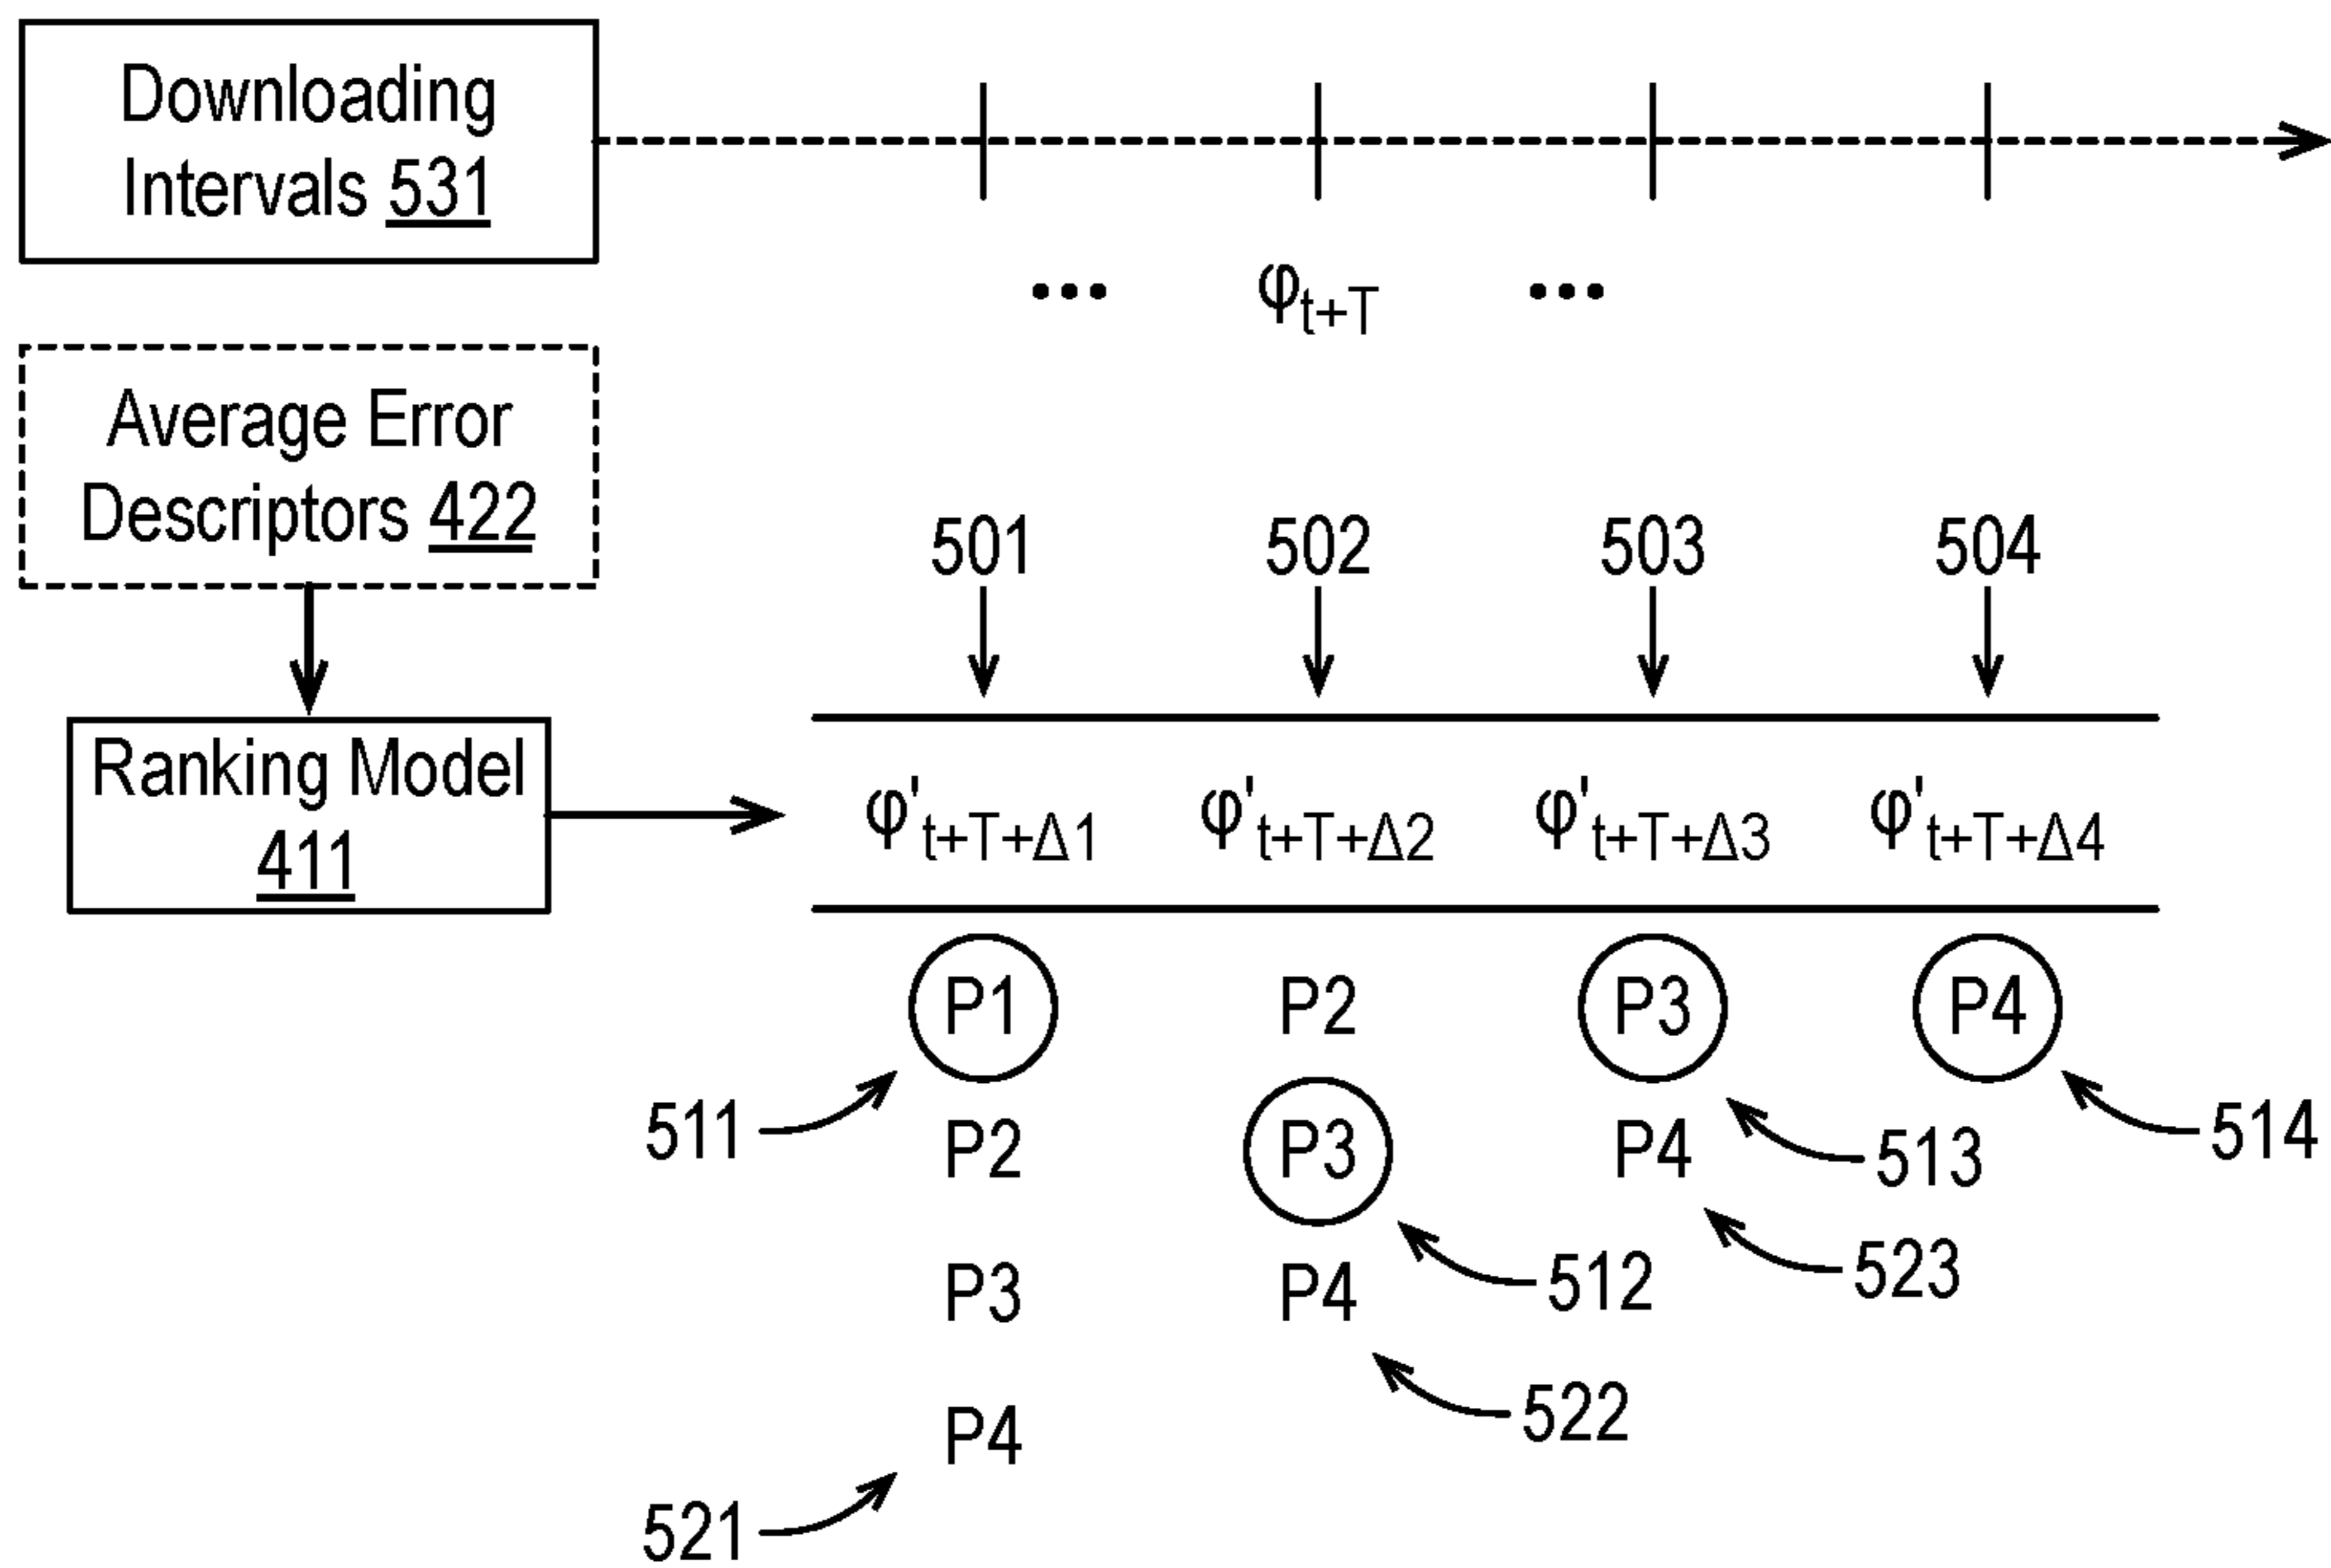 Downloading
Intervals 531
... φt+T ...
Average Error
Descriptors 422
501 502 503 504
Ranking Model
411
φ't+T+Δ1 φ't+T+Δ2 φ't+T+Δ3 φ't+T+Δ4
P1 P2 P3 P4
511 P2 P3 P4 513 514
P3 P4 512 523
P4 522
521